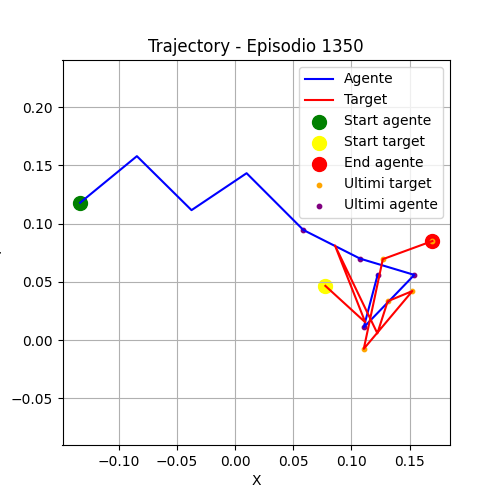 Trajectory - Episodio 1350
Agente
Target
Start agente
Start target
End agente
Ultimi target
Ultimi agente
0.20
0.15
0.10
0.05
0.00
−0.05
−0.10
−0.05
0.00
0.05
0.10
0.15
X